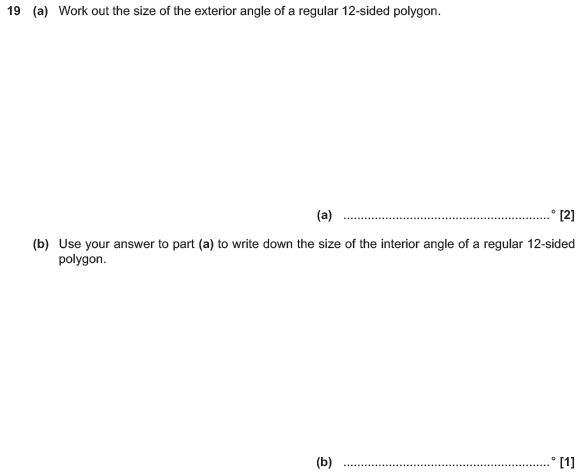 19 (a) Work out the size of the exterior angle of a regular 12-sided polygon.
(a) ............................................................° [2]
(b) Use your answer to part (a) to write down the size of the interior angle of a regular 12-sided
polygon.
(b) ............................................................° [1]